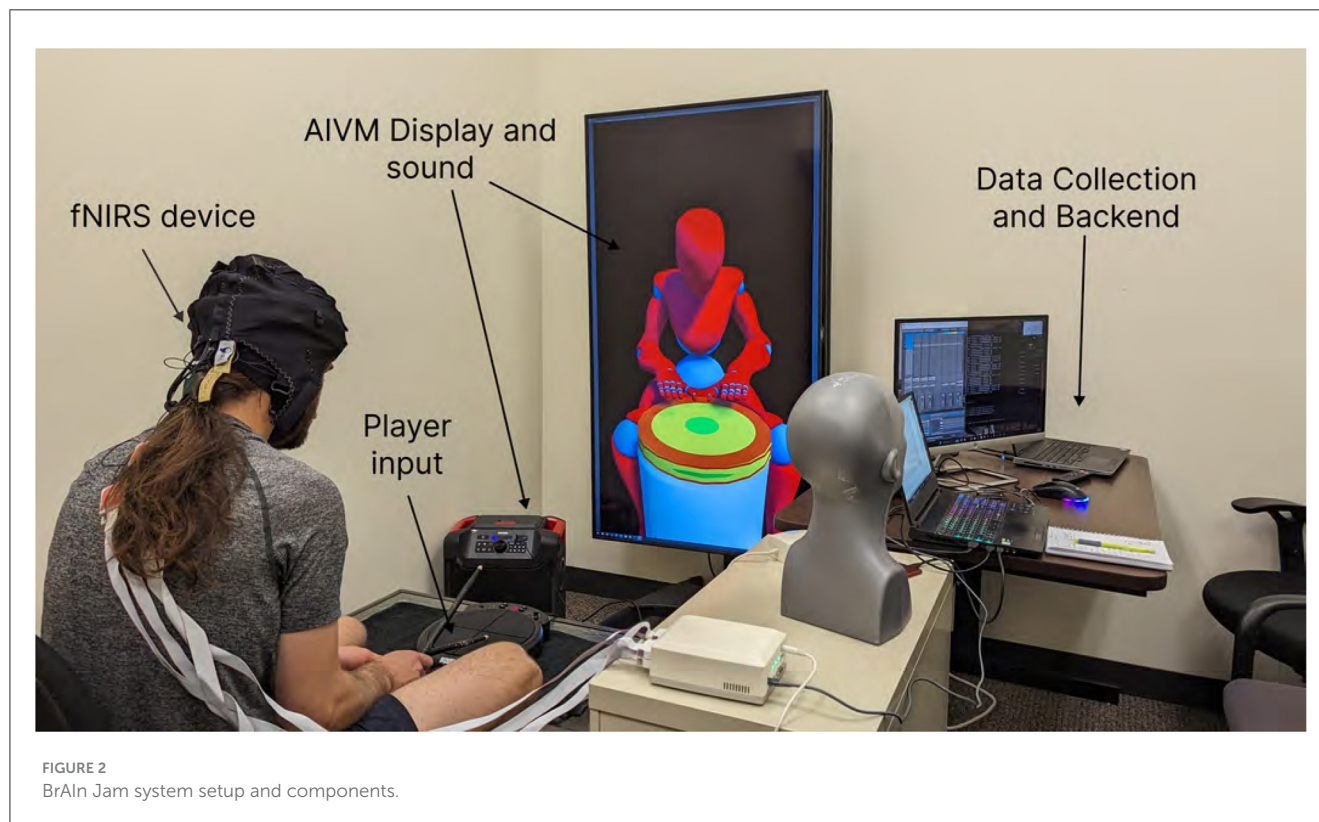 AIVM Display and
sound
fNIRS device
Data Collection
and Backend
Player
input
FIGURE 2
BrAIn Jam system setup and components.